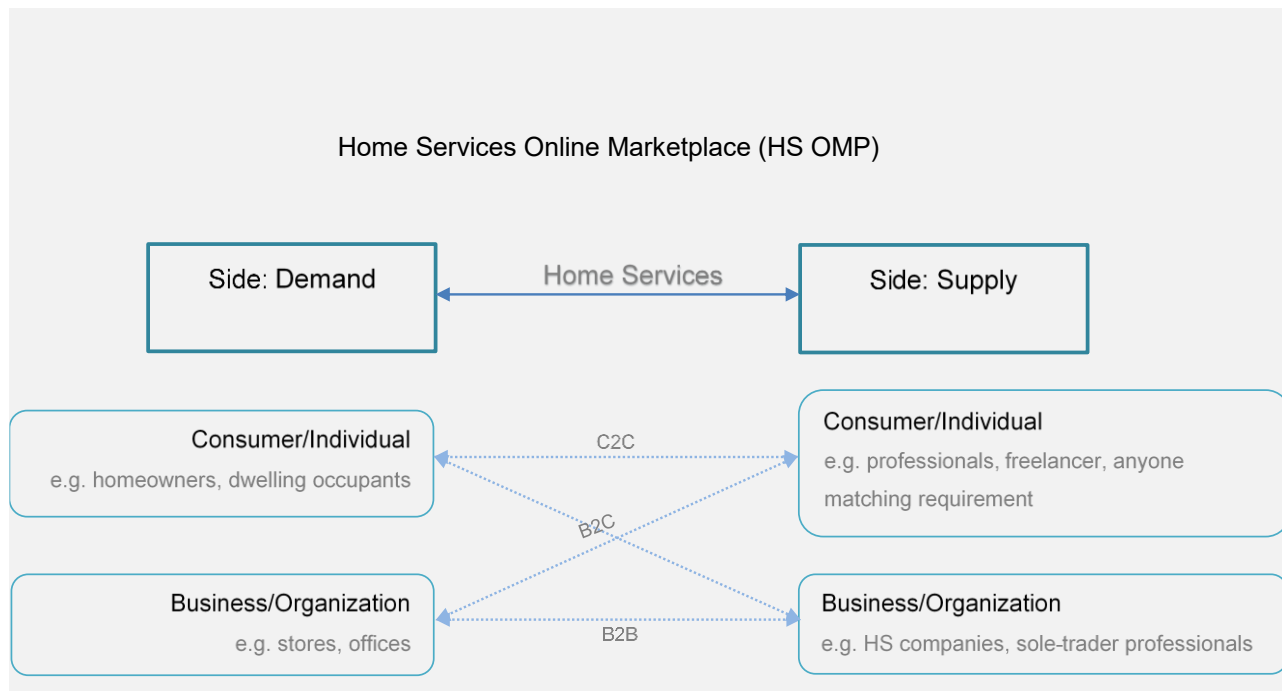 Home Services Online Marketplace (HS OMP)
Side: Demand
Home Services
Side: Supply
Consumer/Individual
e.g. homeowners, dwelling occupants
C2C
Consumer/Individual
e.g. professionals, freelancer, anyone
matching requirement
B2C
Business/Organization
e.g. stores, offices
B2B
Business/Organization
e.g. HS companies, sole-trader professionals